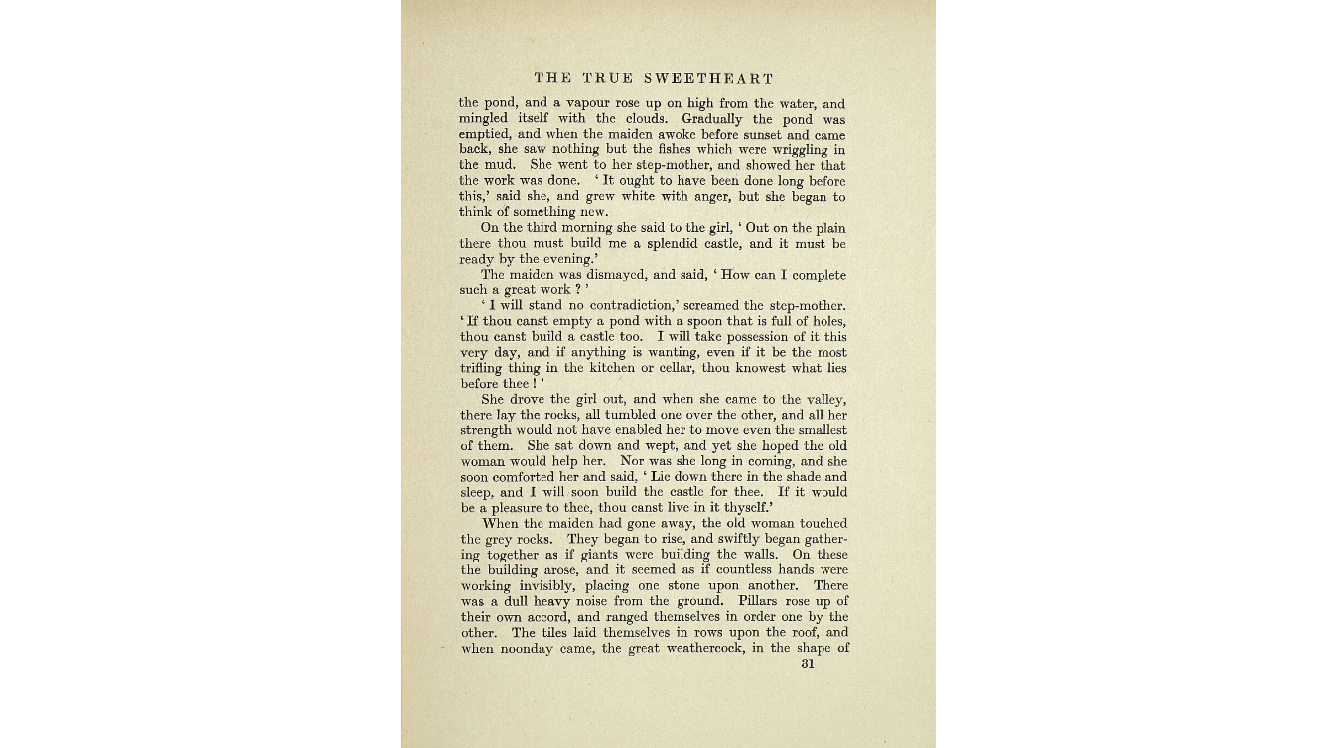 THE TRUE SWEETHEART
the pond, and a vapour rose up on high from the water, and
mingled itself with the clouds. Gradually the pond was
emptied, and when the maiden awoke before sunset and came
back, she saw nothing but the fishes which were wriggling in
the mud. She went to her step-mother, and showed her that
the work was done. ‘ It ought to have been done long before
this,’ said she, and grew white with anger, but she began to
think of something new.
On the third morning she said to the girl, ‘ Out on the plain
there thou must build me a splendid castle, and it must be
ready by the evening.’
The maiden was dismayed, and said, ‘ How can I complete
such a great work ? ’
‘ I will stand no contradiction,’ screamed the step-mother.
‘ If thou canst empty a pond with a spoon that is full of holes,
thou canst build a castle too. I will take possession of it this
very day, and if anything is wanting, even if it be the most
trifling thing in the kitchen or cellar, thou knowest what lies
before thee ! ’
She drove the girl out, and when she came to the valley,
there lay the rocks, all tumbled one over the other, and all her
strength would not have enabled her to move even the smallest
of them. She sat down and wept, and yet she hoped the old
woman would help her. Nor was she long in coming, and she
soon comforted her and said, ‘ Lie down there in the shade and
sleep, and I will soon build the castle for thee. If it would
be a pleasure to thee, thou canst live in it thyself.’
When the maiden had gone away, the old woman touched
the grey rocks. They began to rise, and swiftly began gather-
ing together as if giants were building the walls. On these
the building arose, and it seemed as if countless hands were
working invisibly, placing one stone upon another. There
was a dull heavy noise from the ground. Pillars rose up of
their own accord, and ranged themselves in order one by the
other. The tiles laid themselves in rows upon the roof, and
when noonday came, the great weathercock, in the shape of
31